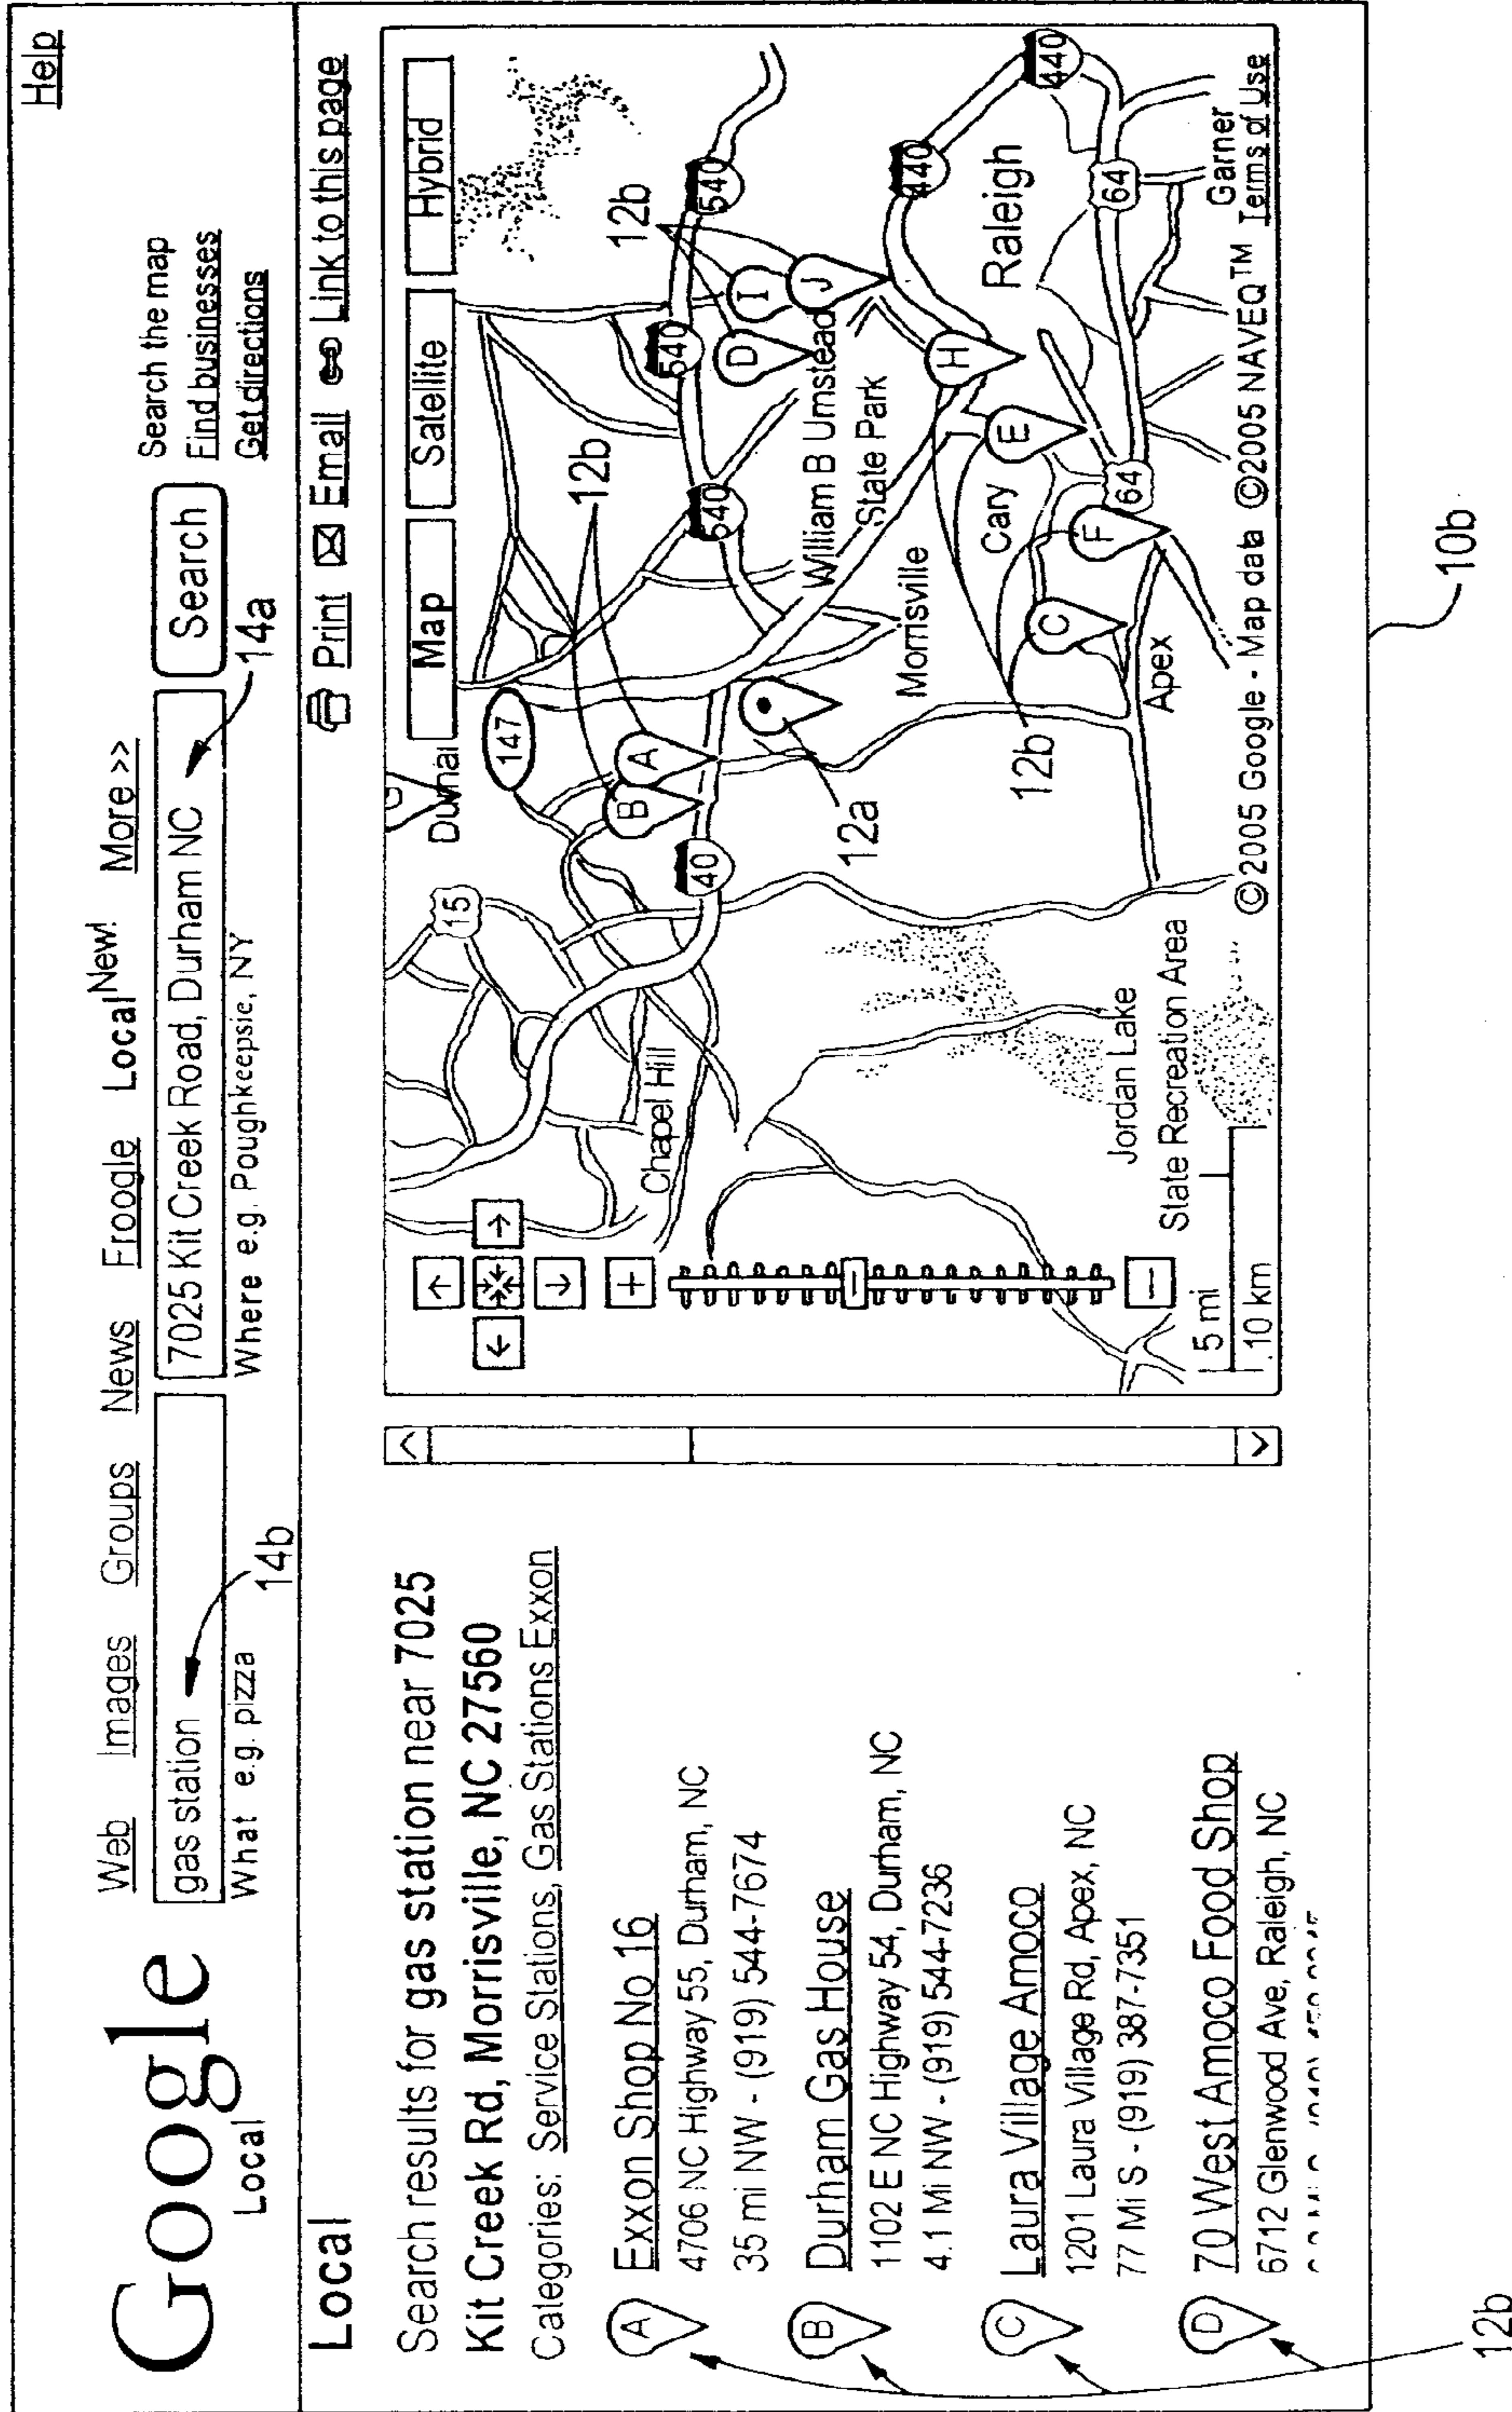 Help
Web Images Groups News Froogle Local New! More >>
Google
Local
gas station
7025 Kit Creek Road, Durham NC
Search
Search the map
Find businesses
Get directions
What e.g. pizza
Where e.g. Poughkeepsie, NY
14b
14a
Local
Print Email Link to this page
Search results for gas station near 7025
Kit Creek Rd, Morrisville, NC 27560
Categories: Service Stations, Gas Stations Exxon
A
Exxon Shop No 16
4706 NC Highway 55, Durham, NC
35 mi NW - (919) 544-7674
B
Durham Gas House
1102 E NC Highway 54, Durham, NC
4.1 Mi NW - (919) 544-7236
C
Laura Village Amoco
1201 Laura Village Rd, Apex, NC
77 Mi S - (919) 387-7351
D
70 West Amoco Food Shop
6712 Glenwood Ave, Raleigh, NC
12b
Map
Satellite
Hybrid
15
147
12b
540
540
540
12b
B
A
D
I
J
40
Chapel Hill
12a
William B Umstead
State Park
Morrisville
H
440
440
Raleigh
Cary
E
12b
C
F
64
64
Apex
Jordan Lake
State Recreation Area
Garner
5 mi
10 km
©2005 Google - Map data ©2005 NAVEQ™ Terms of Use
10b